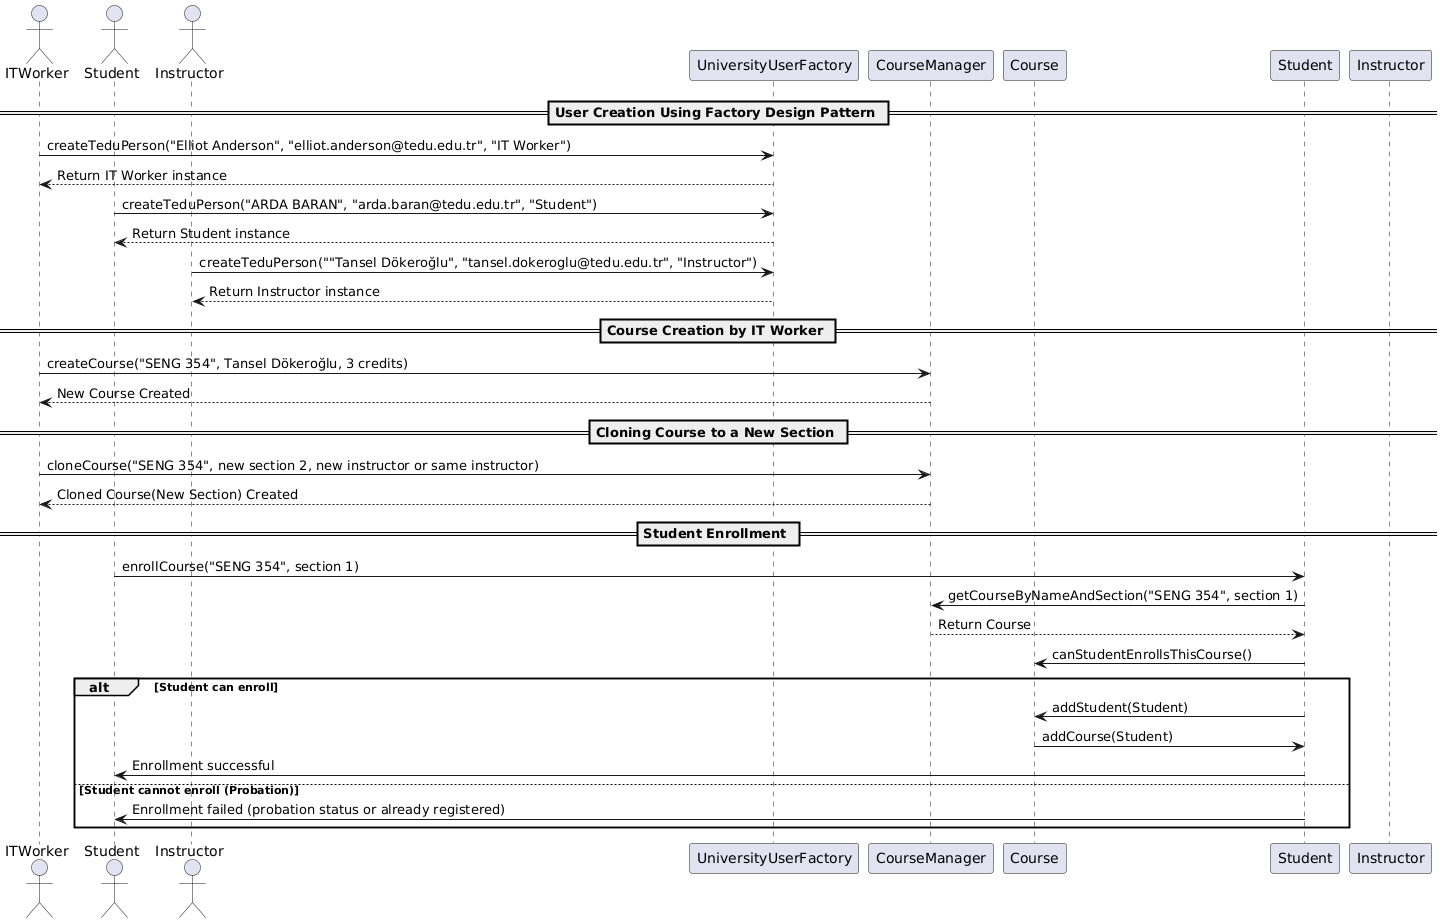 ITWorker Student Instructor UniversityUserFactory CourseManager Course Student Instructor
User Creation Using Factory Design Pattern
createTeduPerson("Elliot Anderson", "elliot.anderson@tedu.edu.tr", "IT Worker")
Return IT Worker instance
createTeduPerson("ARDA BARAN", "arda.baran@tedu.edu.tr", "Student")
Return Student instance
createTeduPerson(""Tansel Dökeroğlu", "tansel.dokeroglu@tedu.edu.tr", "Instructor")
Return Instructor instance
Course Creation by IT Worker
createCourse("SENG 354", Tansel Dökeroğlu, 3 credits)
New Course Created
Cloning Course to a New Section
cloneCourse("SENG 354", new section 2, new instructor or same instructor)
Cloned Course(New Section) Created
Student Enrollment
enrollCourse("SENG 354", section 1)
getCourseByNameAndSection("SENG 354", section 1)
Return Course
canStudentEnrollsThisCourse()
alt [Student can enroll]
addStudent(Student)
addCourse(Student)
Enrollment successful
[Student cannot enroll (Probation)]
Enrollment failed (probation status or already registered)
ITWorker Student Instructor UniversityUserFactory CourseManager Course Student Instructor